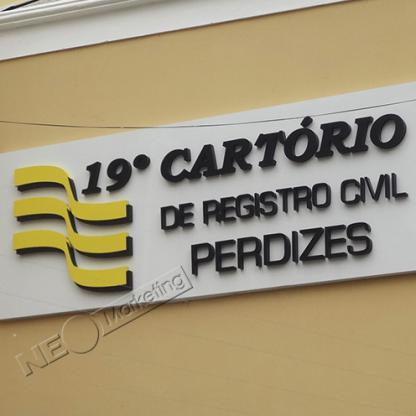 19º CARTÓRIO
DE REGISTRO CIVIL
PERDIZES
NEO Marketing